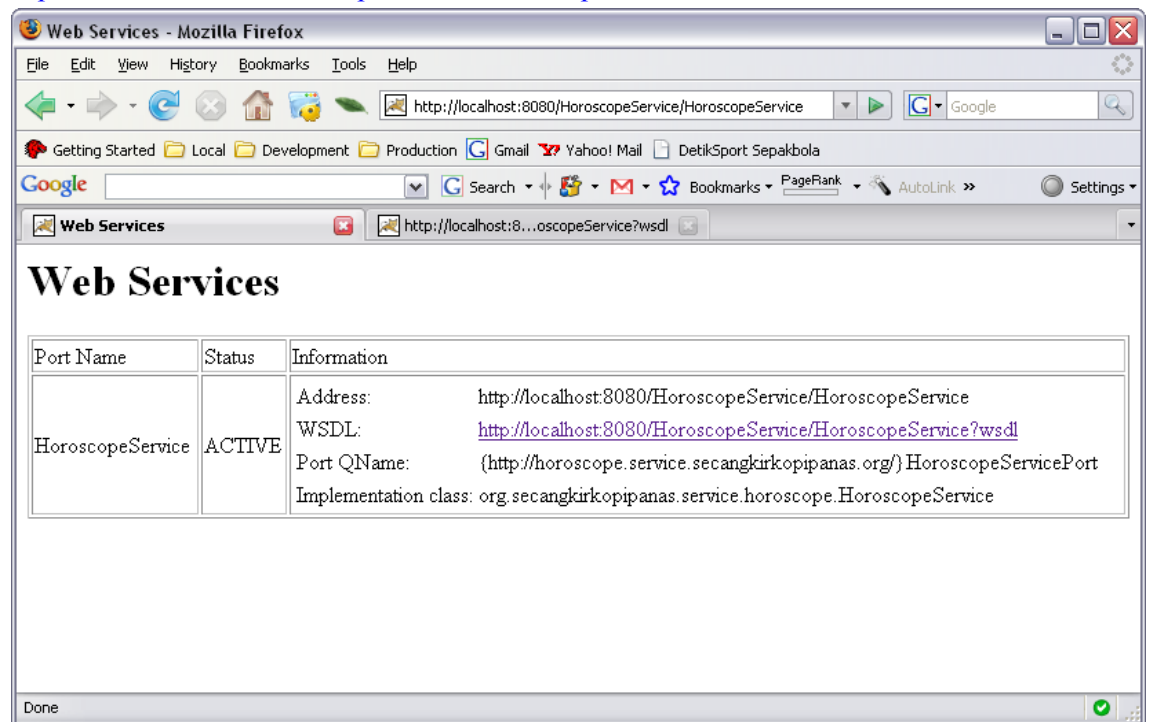 Web Services - Mozilla Firefox
File Edit View History Bookmarks Tools Help
http://localhost:8080/HoroscopeService/HoroscopeService G Google
Getting Started Local Development Production Gmail Yahoo! Mail DetikSport Sepakbola
Google G Search Bookmarks PageRank AutoLink » Settings
Web Services http://localhost:8...oscopeService?wsdl
Web Services
Port Name Status Information
HoroscopeService ACTIVE
Address: http://localhost:8080/HoroscopeService/HoroscopeService
WSDL: http://localhost:8080/HoroscopeService/HoroscopeService?wsdl
Port QName: {http://horoscope.service.secangkirkopipanas.org/}HoroscopeServicePort
Implementation class: org.secangkirkopipanas.service.horoscope.HoroscopeService
Done